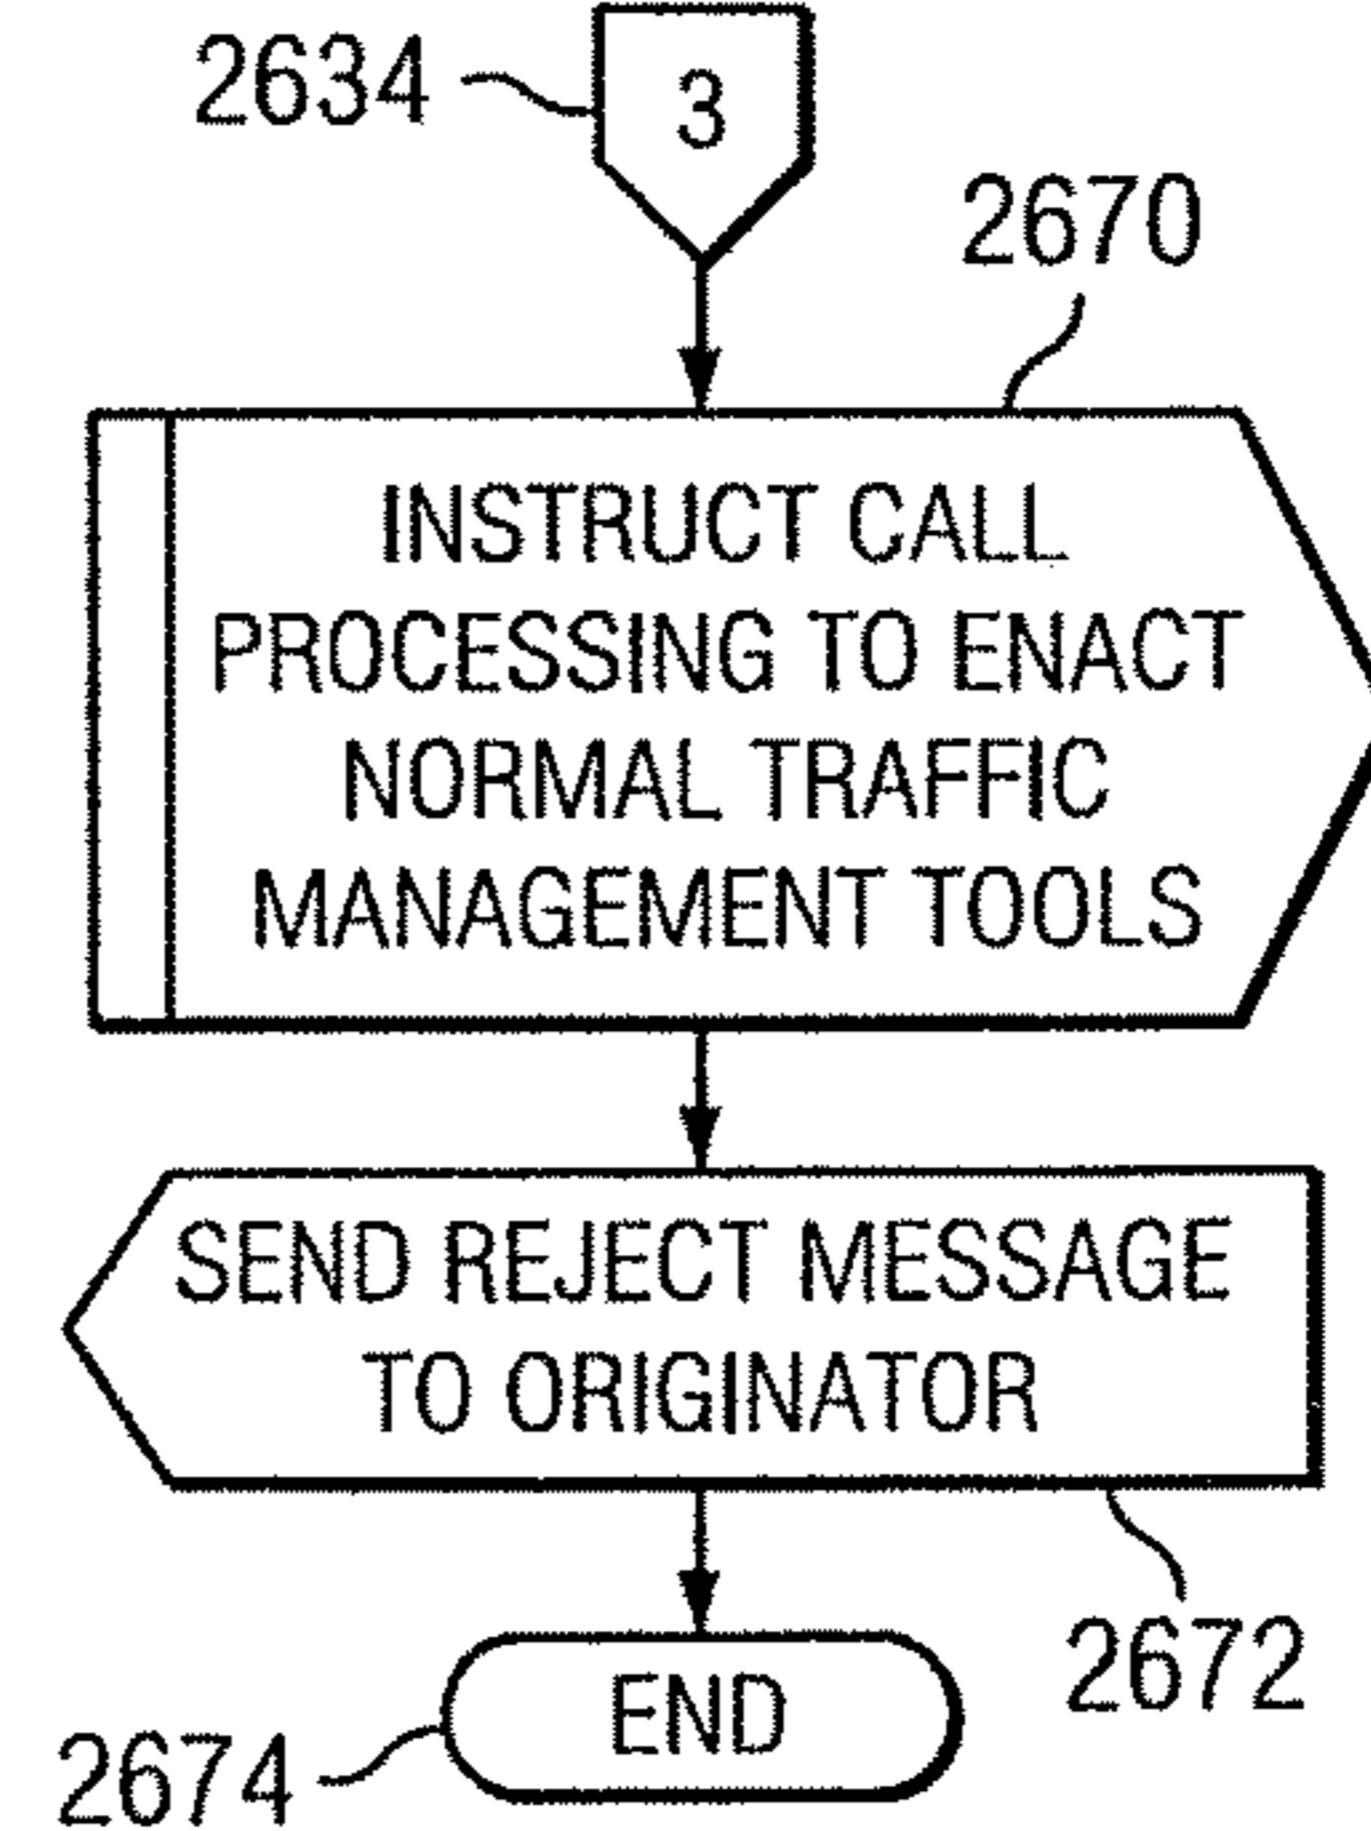 2634
3
2670
INSTRUCT CALL
PROCESSING TO ENACT
NORMAL TRAFFIC
MANAGEMENT TOOLS
SEND REJECT MESSAGE
TO ORIGINATOR
2672
END
2674